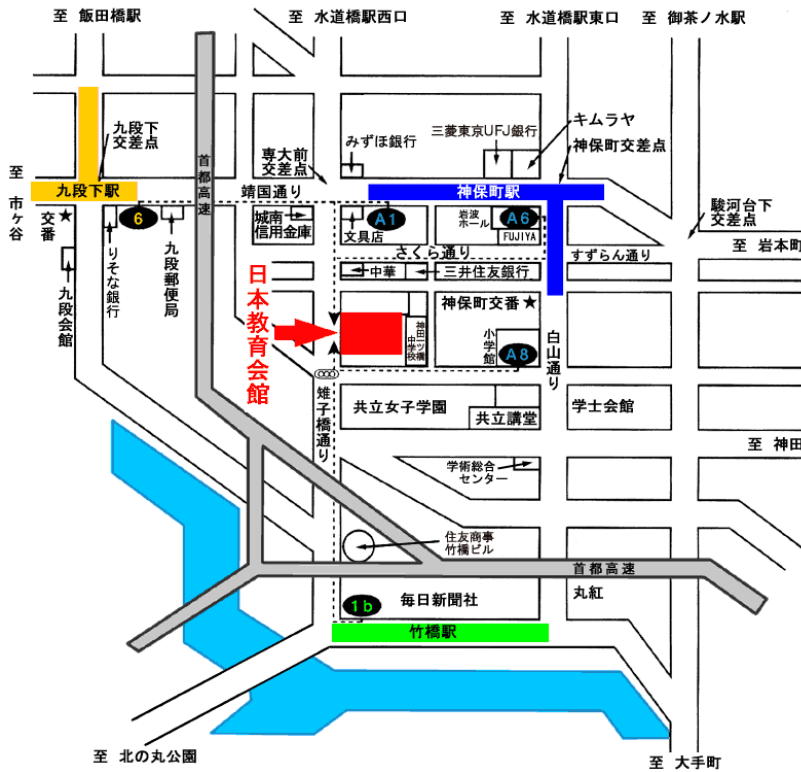 至 飯田橋駅
至 水道橋駅西口
至 水道橋駅東口
至 御茶ノ水駅
九段下
交差点
首都高速
専大前
交差点
みずほ銀行
三菱東京UFJ銀行
キムラヤ
神保町交差点
至 市ヶ谷
九段下駅
靖国通り
神保町駅
駿河台下
交差点
交番★
6
城南
信用金庫
文具店
A1
岩波
ホール
A6
FUJIYA
りそな銀行
九段郵便局
九段会館
さくら通り
すずらん通り
至 岩本町
中華
三井住友銀行
日本教育会館
神保町交番★
神田一ツ橋
中学校
小学館
A8
白山通り
雉子橋通り
共立女子学園
共立講堂
学士会館
至 神田
学術総合
センター
住友商事
竹橋ビル
首都高速
丸紅
1b
毎日新聞社
竹橋駅
至 北の丸公園
至 大手町